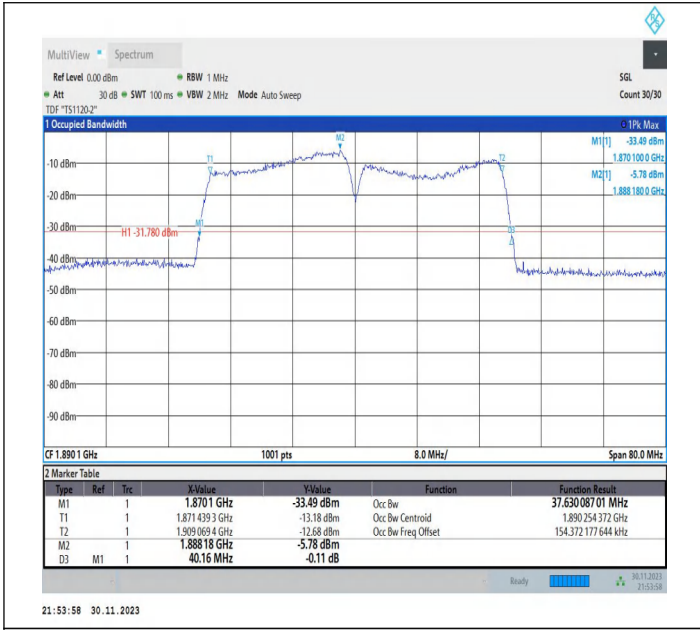 R S
MultiView Spectrum
Ref Level 0.00 dBm RBW 1 MHz SGL
Att 30 dB SWT 100 ms VBW 2 MHz Mode Auto Sweep Count 30/30
TDF "TS1120-2"
1 Occupied Bandwidth 1Pk Max
M1[1] -33.49 dBm
1.870 100 0 GHz
M2[1] -5.78 dBm
1.888 180 0 GHz
M2
T1
T2
-10 dBm
-20 dBm
-30 dBm
M1
H1 -31.780 dBm
D3
-40 dBm
-50 dBm
-60 dBm
-70 dBm
-80 dBm
-90 dBm
CF 1.890 1 GHz 1001 pts 8.0 MHz/ Span 80.0 MHz
2 Marker Table
Type Ref Trc X-Value Y-Value Function Function Result
M1 1 1.8701 GHz -33.49 dBm Occ Bw 37.630 087 01 MHz
T1 1 1.871 439 3 GHz -13.18 dBm Occ Bw Centroid 1.890 254 372 GHz
T2 1 1.909 069 4 GHz -12.68 dBm Occ Bw Freq Offset 154.372 177 644 kHz
M2 1 1.888 18 GHz -5.78 dBm
D3 M1 1 40.16 MHz -0.11 dB
Ready 30.11.2023
21:53:58
21:53:58 30.11.2023